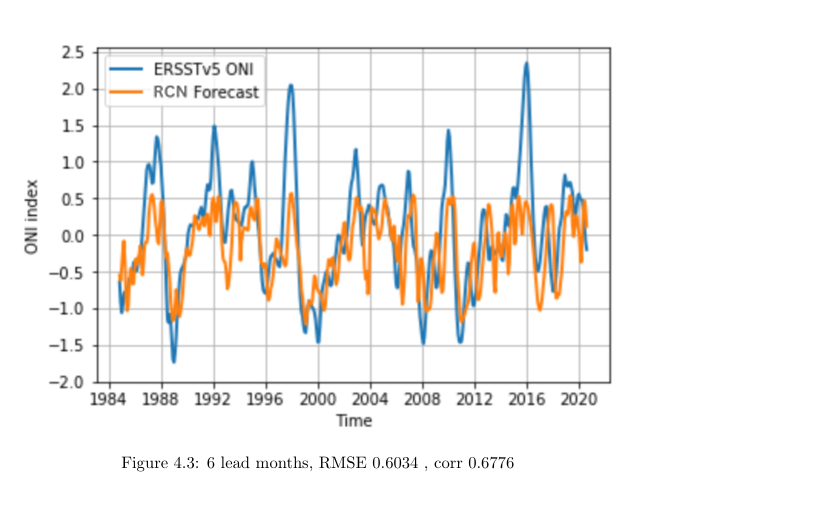 2.5
2.0
1.5
1.0
0.5
0.0
−0.5
−1.0
−1.5
−2.0
ONI index
ERSSTv5 ONI
RCN Forecast
1984 1988 1992 1996 2000 2004 2008 2012 2016 2020
Time
Figure 4.3: 6 lead months, RMSE 0.6034 , corr 0.6776